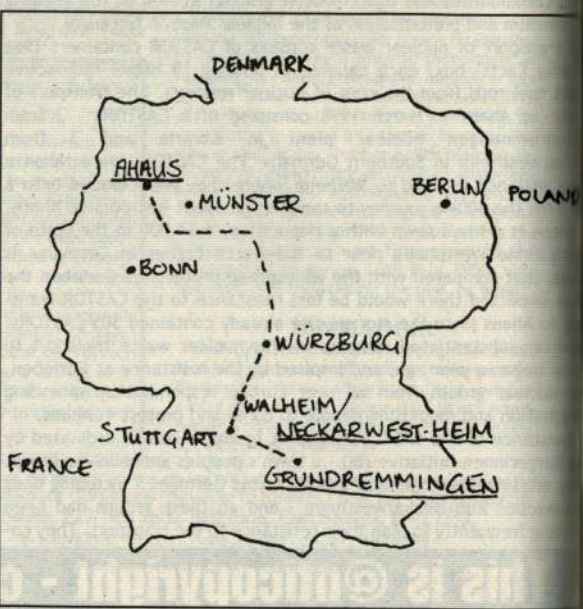 DENMARK
AHAUS
MÜNSTER
BERLIN
POLAND
BONN
WÜRZBURG
WALHEIM/
NECKARWEST-HEIM
STUTTGART
FRANCE
GRUNDREMMINGEN